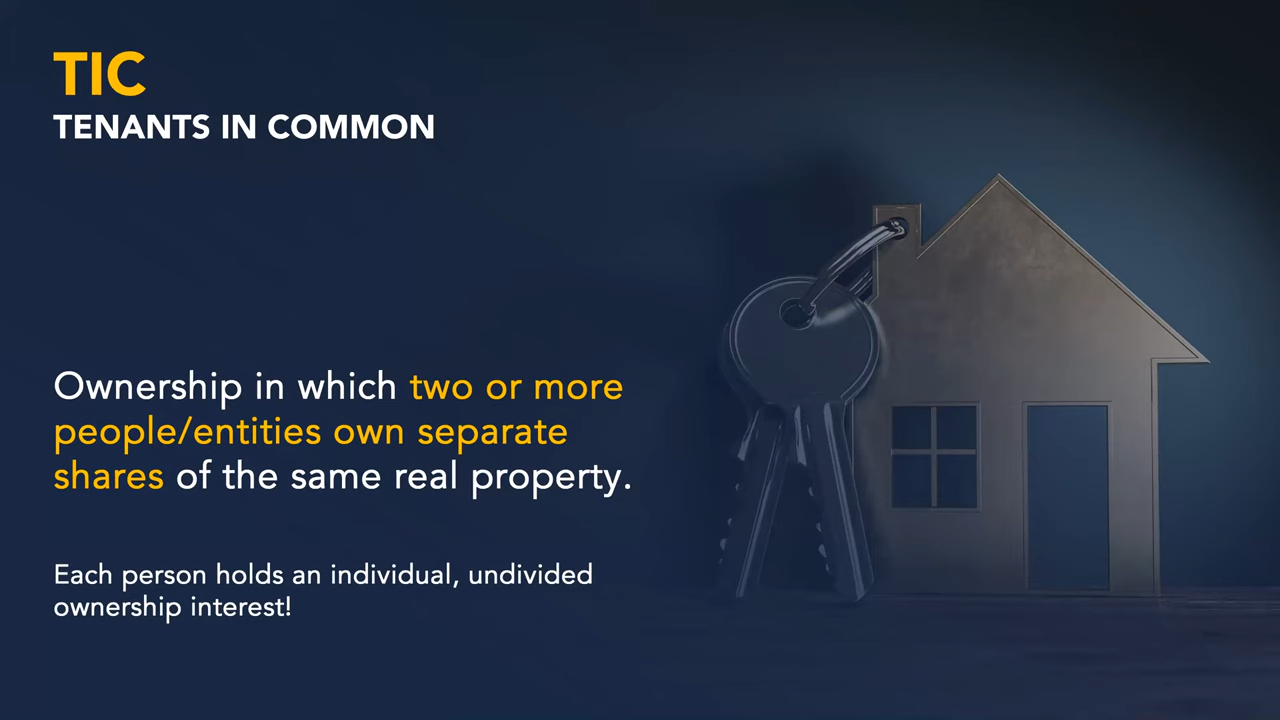 TIC
TENANTS IN COMMON
Ownership in which two or more
people/entities own separate
shares of the same real property.
Each person holds an individual, undivided
ownership interest!